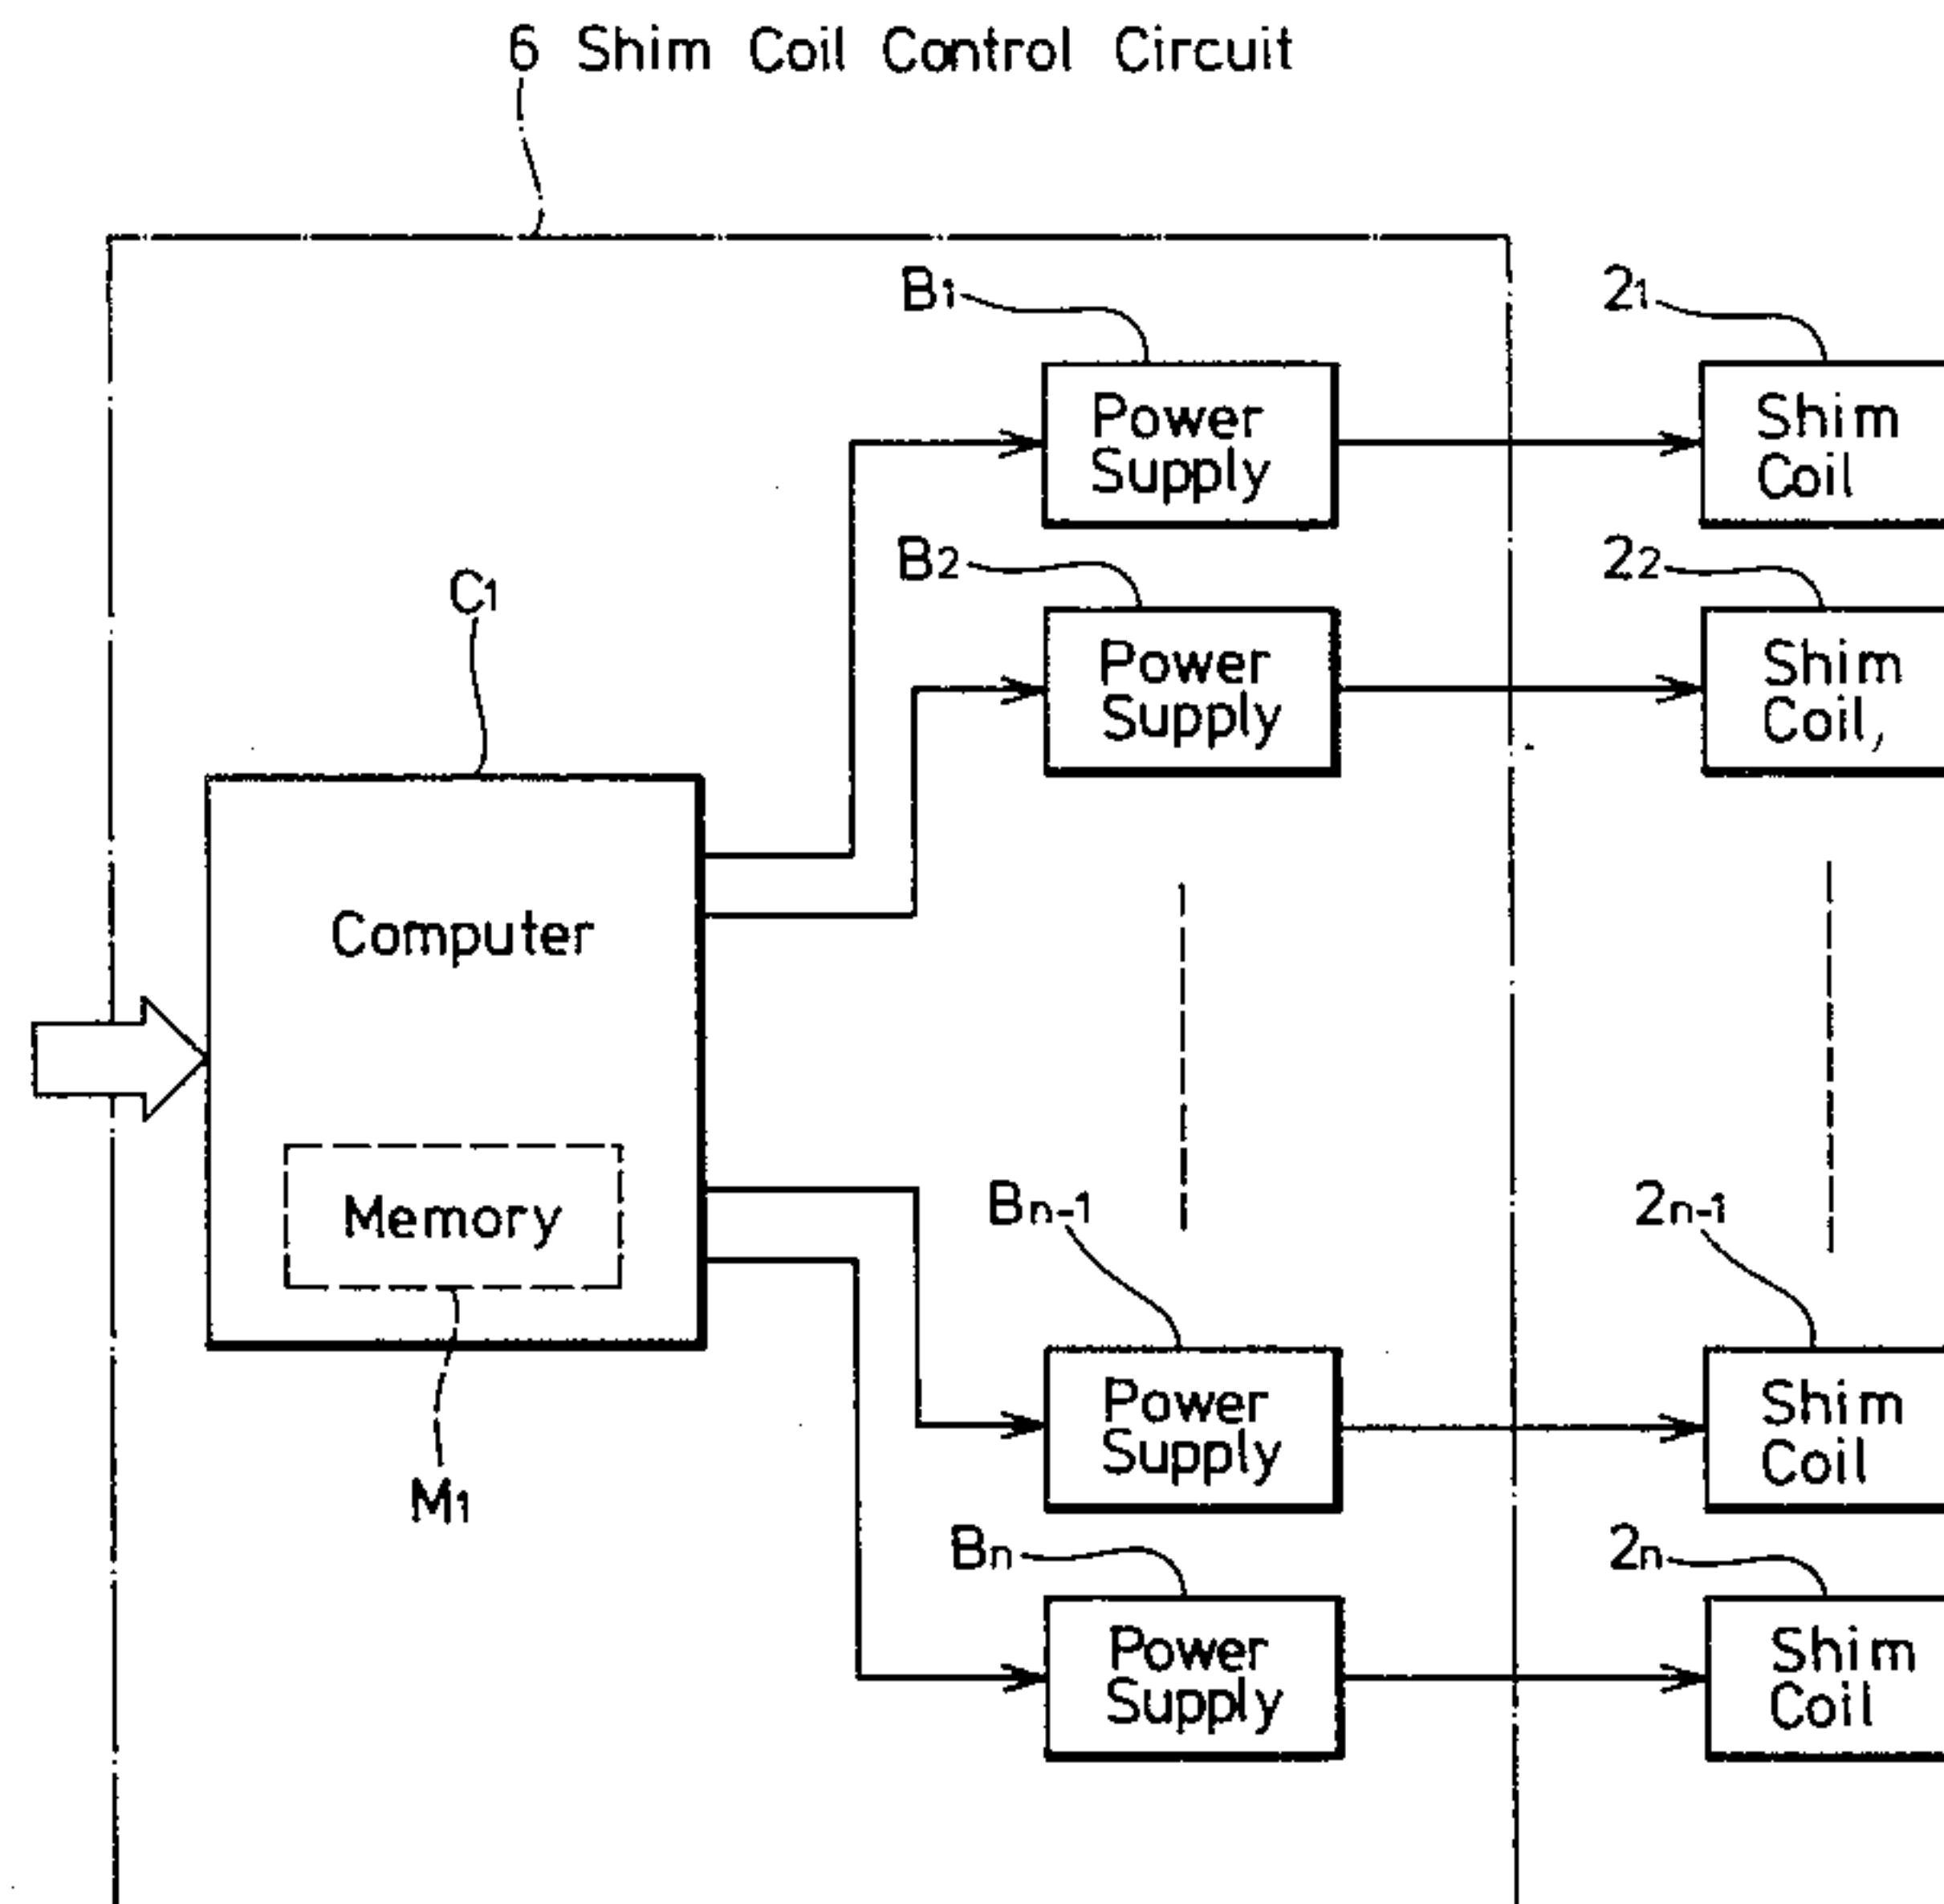 6 Shim Coil Control Circuit
B1
21
Power
Supply
Shim
Coil
B2
22
C1
Power
Supply
Shim
Coil,
Computer
Memory
M1
Bn-1
2n-1
Power
Supply
Shim
Coil
Bn
2n
Power
Supply
Shim
Coil